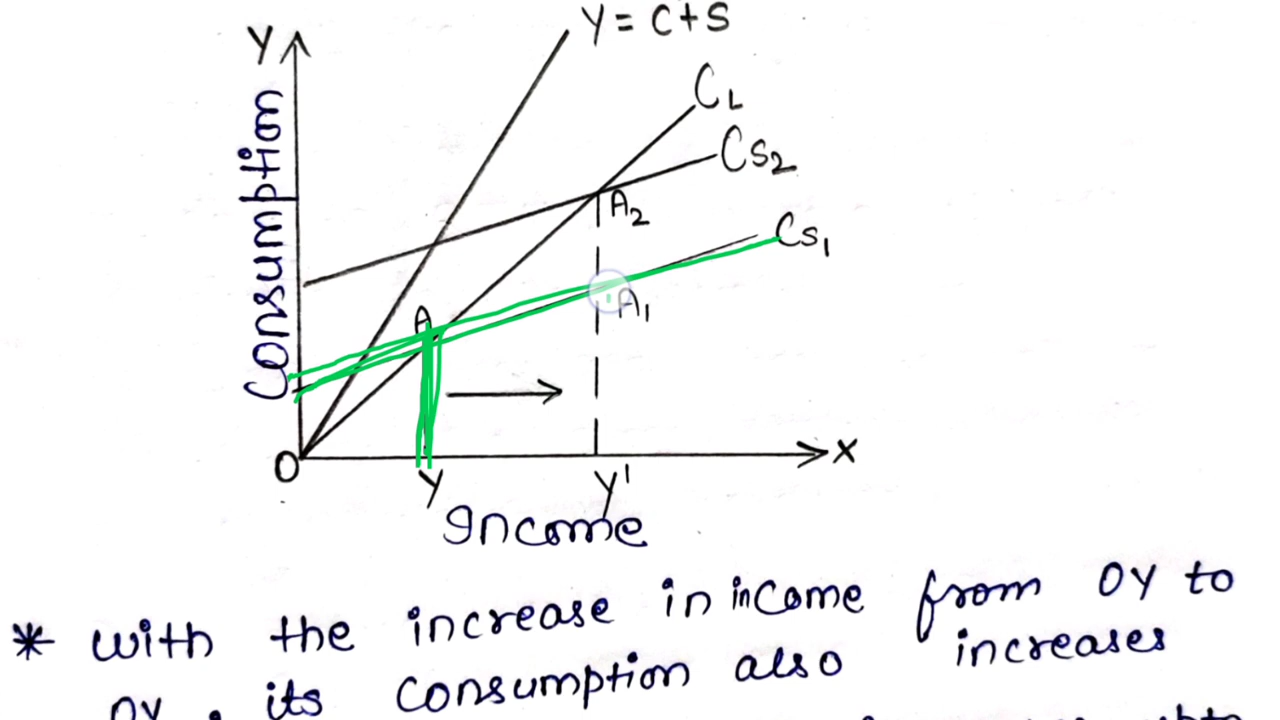 Y
Y = C+S
CL
CS2
Consumption
A2
CS1
A
A1
O
X
Y
Y'
Income
* with the increase in income from OY to
OY, its consumption also increases